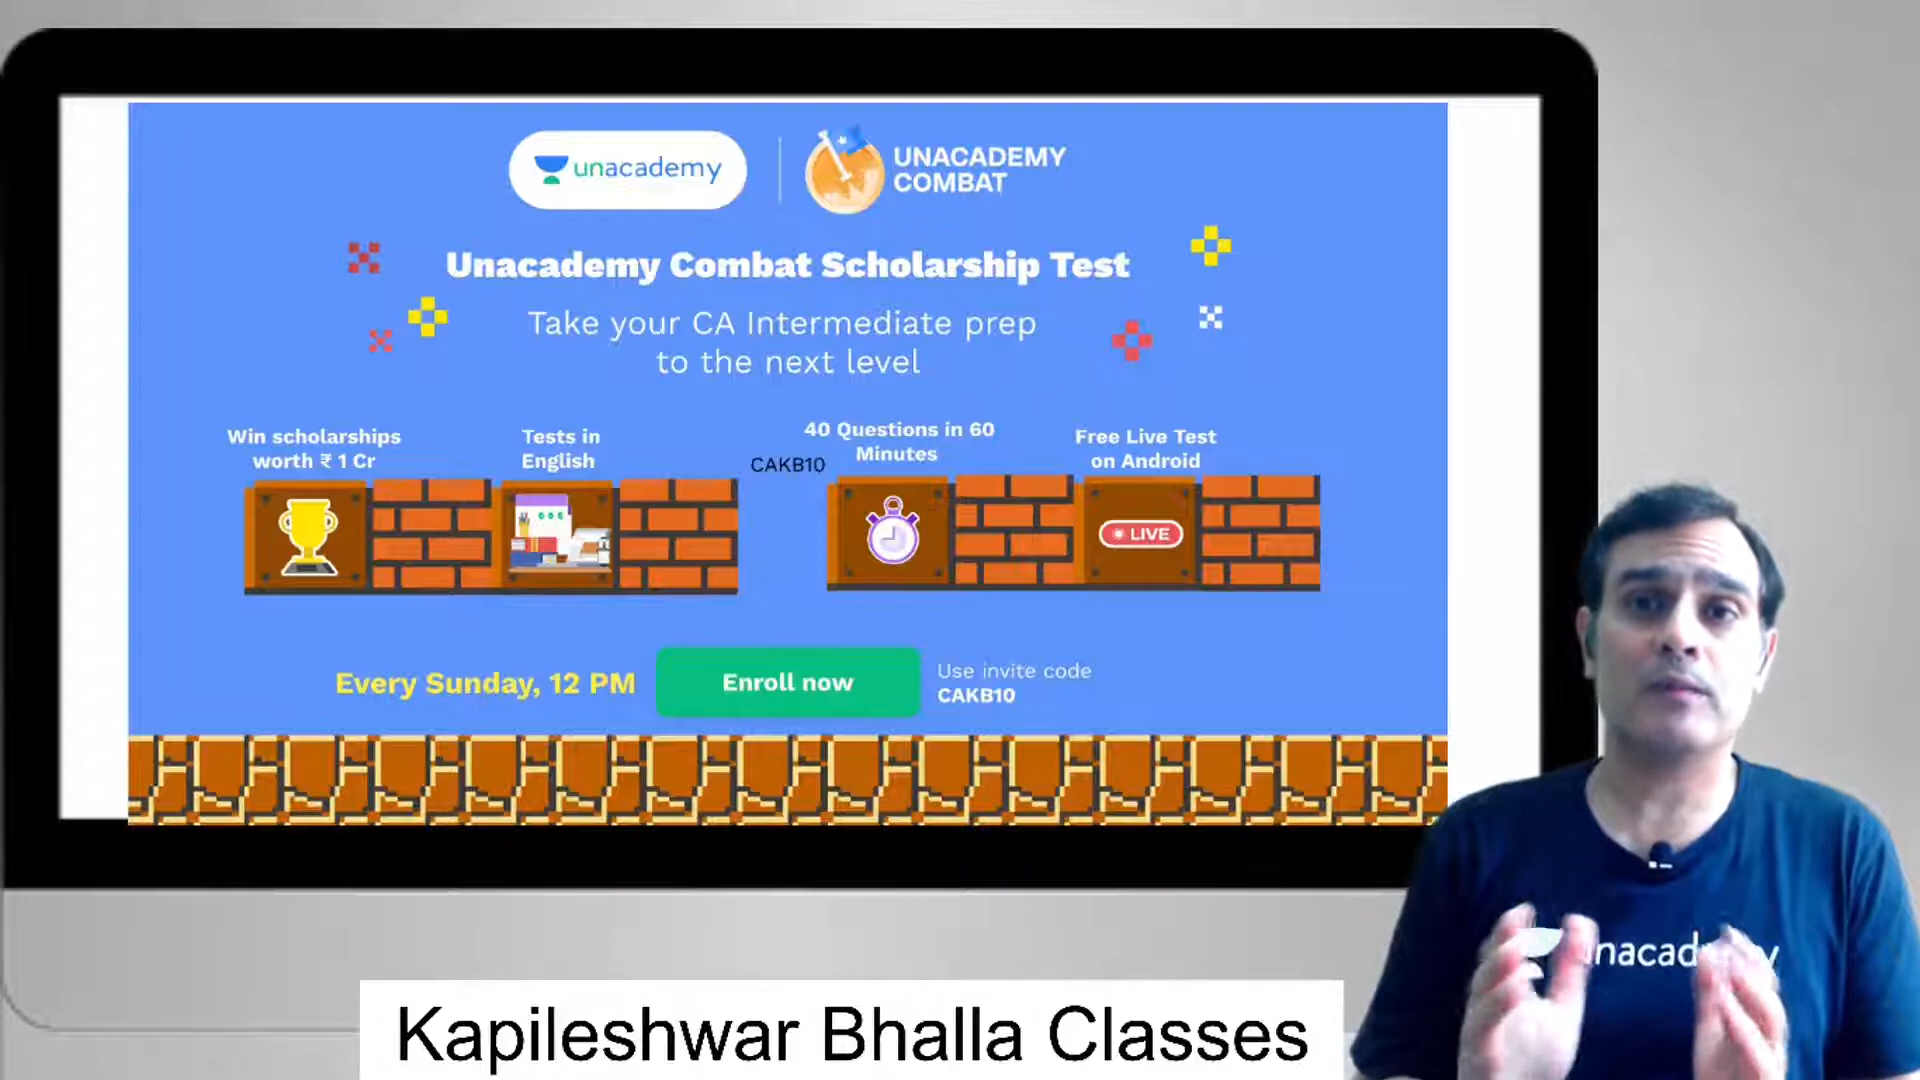 unacademy
UNACADEMY
COMBAT
Unacademy Combat Scholarship Test
Take your CA Intermediate prep
to the next level
Win scholarships
worth ₹ 1 Cr
Tests in
English
CAKB10
40 Questions in 60
Minutes
Free Live Test
on Android
LIVE
Every Sunday, 12 PM
Enroll now
Use invite code
CAKB10
Kapileshwar Bhalla Classes